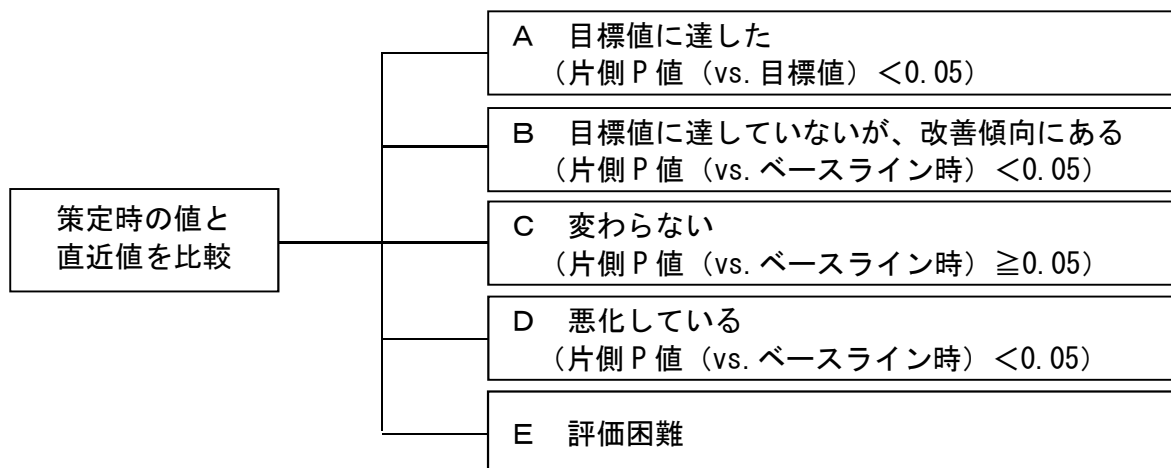 策定時の値と
直近値を比較
A 目標値に達した
(片側 P 値 (vs. 目標値) <0.05)
B 目標値に達していないが、改善傾向にある
(片側 P 値 (vs. ベースライン時) <0.05)
C 変わらない
(片側 P 値 (vs. ベースライン時) ≧0.05)
D 悪化している
(片側 P 値 (vs. ベースライン時) <0.05)
E 評価困難